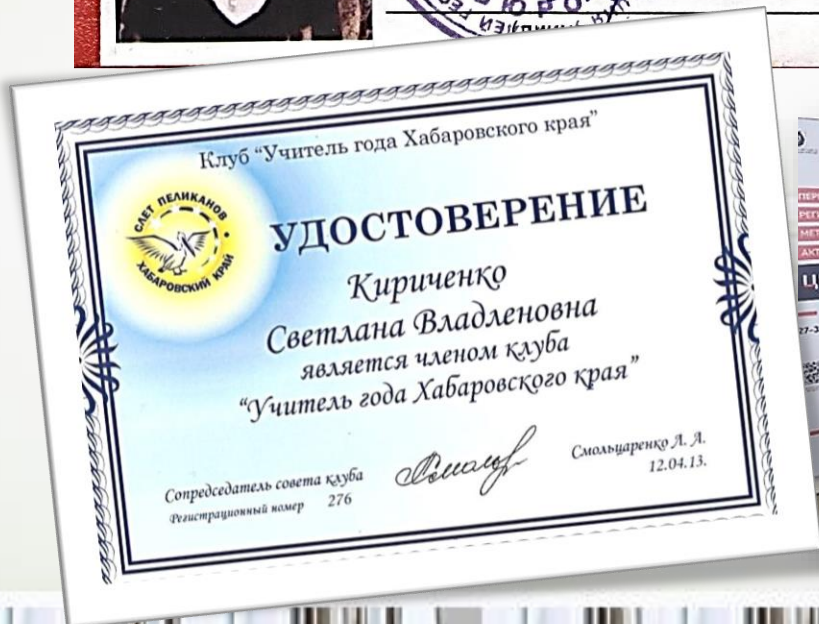 Клуб “Учитель года Хабаровского края”
СЛЕТ ПЕЛИКАНОВ
ХАБАРОВСКИЙ КРАЙ
УДОСТОВЕРЕНИЕ
Кириченко
Светлана Владленовна
является членом клуба
“Учитель года Хабаровского края”
Сопредседатель совета клуба
Смольцаренко Л. А.
Регистрационный номер 276
12.04.13.